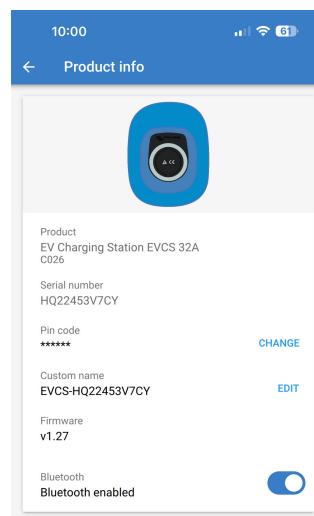 10:00
61
Product info
Product
EV Charging Station EVCS 32A
C026
Serial number
HQ22453V7CY
Pin code
******
CHANGE
Custom name
EVCS-HQ22453V7CY
EDIT
Firmware
v1.27
Bluetooth
Bluetooth enabled